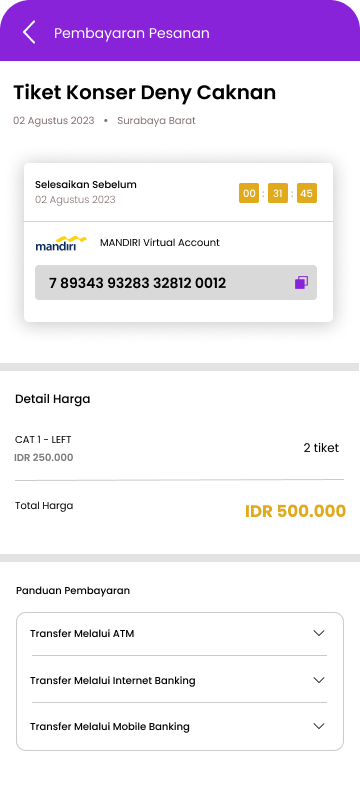 Pembayaran Pesanan
Tiket Konser Deny Caknan
02 Agustus 2023 • Surabaya Barat
Selesaikan Sebelum
02 Agustus 2023
00 : 31 : 45
mandiri
MANDIRI Virtual Account
7 89343 93283 32812 0012
Detail Harga
CAT 1 - LEFT
IDR 250.000
2 tiket
Total Harga
IDR 500.000
Panduan Pembayaran
Transfer Melalui ATM
Transfer Melalui Internet Banking
Transfer Melalui Mobile Banking